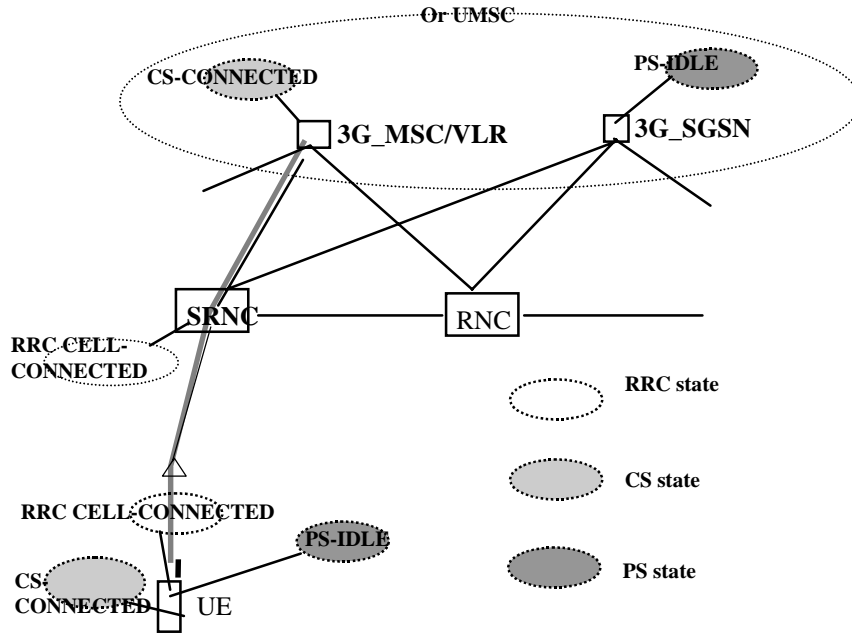 Or UMSC
CS-CONNECTED
PS-IDLE
3G_MSC/VLR
3G_SGSN
SRNC
RNC
RRC CELL-
CONNECTED
RRC state
CS state
RRC CELL-CONNECTED
PS-IDLE
PS state
CS-
CONNECTED
UE